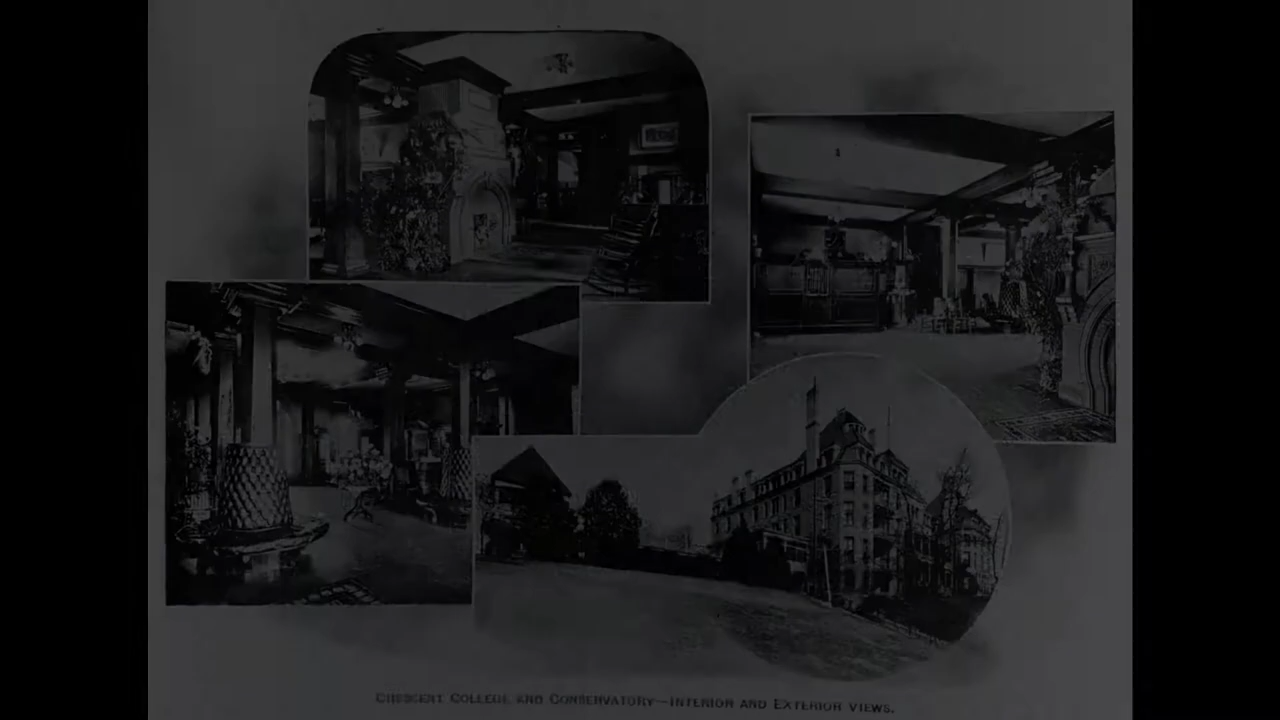 CRESCENT COLLEGE AND CONSERVATORY—INTERIOR AND EXTERIOR VIEWS.